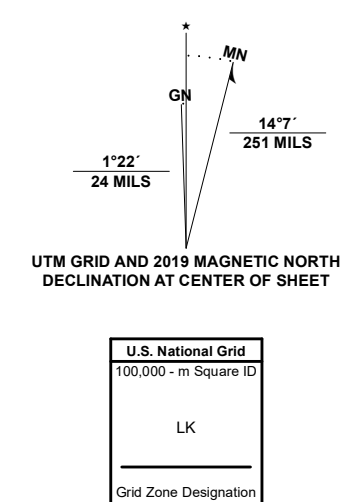 ★
MN
GN
14°7´
251 MILS
1°22´
24 MILS
UTM GRID AND 2019 MAGNETIC NORTH
DECLINATION AT CENTER OF SHEET
U.S. National Grid
100,000 - m Square ID
LK
Grid Zone Designation